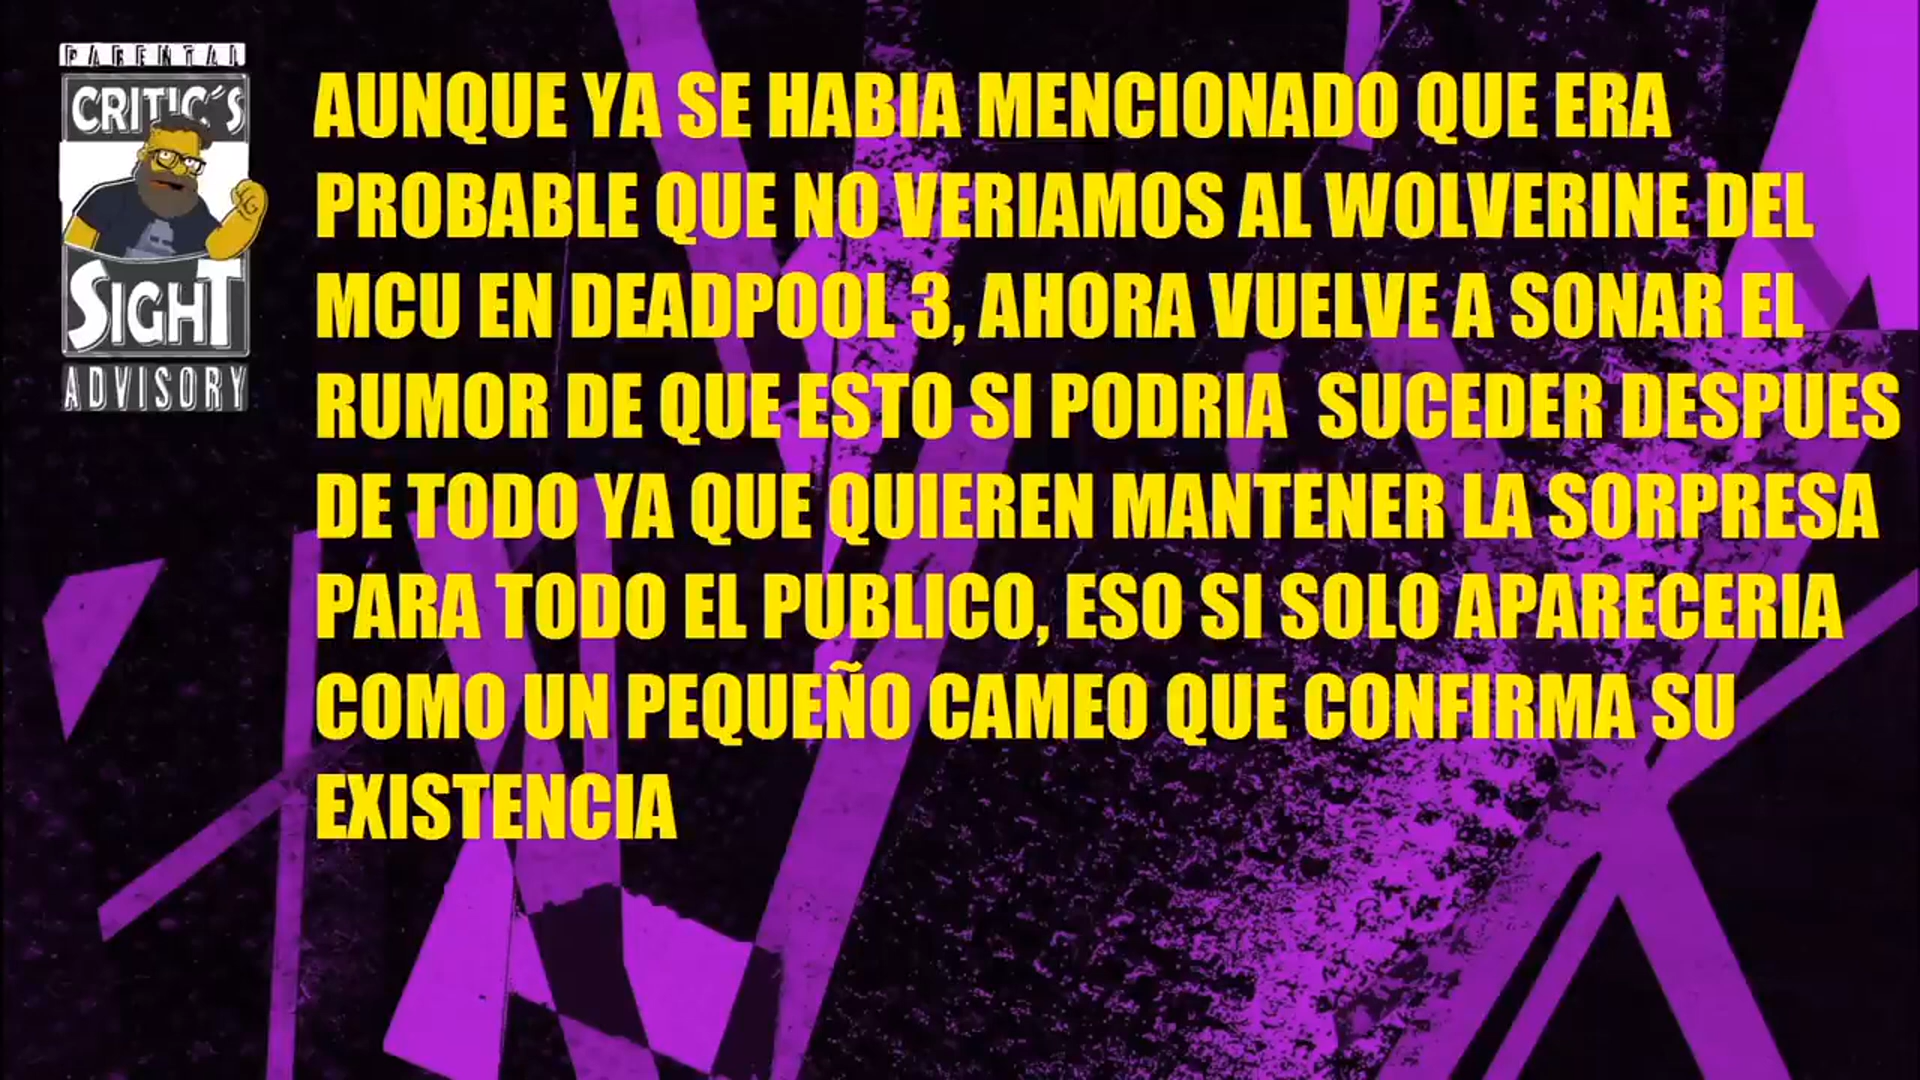 PARENTAL
CRITIC´S
SIGHT
ADVISORY
AUNQUE YA SE HABIA MENCIONADO QUE ERA
PROBABLE QUE NO VERIAMOS AL WOLVERINE DEL
MCU EN DEADPOOL 3, AHORA VUELVE A SONAR EL
RUMOR DE QUE ESTO SI PODRIA  SUCEDER DESPUES
DE TODO YA QUE QUIEREN MANTENER LA SORPRESA
PARA TODO EL PUBLICO, ESO SI SOLO APARECERIA
COMO UN PEQUEÑO CAMEO QUE CONFIRMA SU
EXISTENCIA